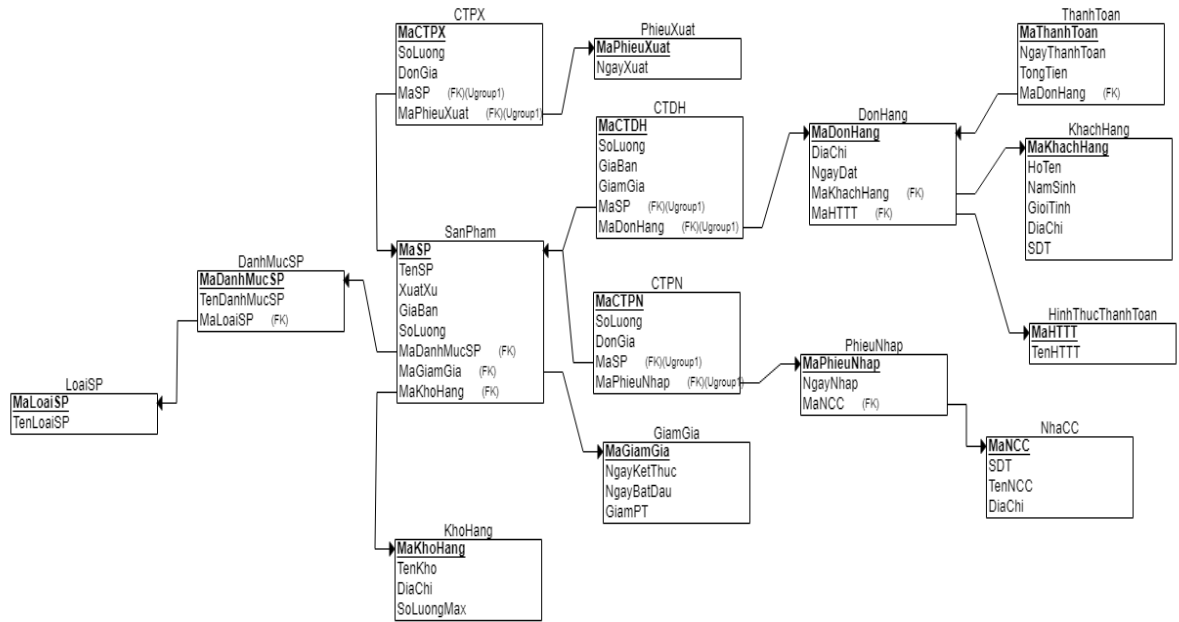 CTPX
MaCTPX
SoLuong
DonGia
MaSP (FK)(Ugroup1)
MaPhieuXuat (FK)(Ugroup1)
PhieuXuat
MaPhieuXuat
NgayXuat
ThanhToan
MaThanhToan
NgayThanhToan
TongTien
MaDonHang (FK)
CTDH
MaCTDH
SoLuong
GiaBan
GiamGia
MaSP (FK)(Ugroup1)
MaDonHang (FK)(Ugroup1)
DonHang
MaDonHang
DiaChi
NgayDat
MaKhachHang (FK)
MaHTTT (FK)
KhachHang
MaKhachHang
HoTen
NamSinh
GioiTinh
DiaChi
SDT
SanPham
MaSP
TenSP
XuatXu
GiaBan
SoLuong
MaDanhMucSP (FK)
MaGiamGia (FK)
MaKhoHang (FK)
DanhMucSP
MaDanhMucSP
TenDanhMucSP
MaLoaiSP (FK)
CTPN
MaCTPN
SoLuong
DonGia
MaSP (FK)(Ugroup1)
MaPhieuNhap (FK)(Ugroup1)
HinhThucThanhToan
MaHTTT
TenHTTT
PhieuNhap
MaPhieuNhap
NgayNhap
MaNCC (FK)
LoaiSP
MaLoaiSP
TenLoaiSP
GiamGia
MaGiamGia
NgayKetThuc
NgayBatDau
GiamPT
NhaCC
MaNCC
SDT
TenNCC
DiaChi
KhoHang
MaKhoHang
TenKho
DiaChi
SoLuongMax